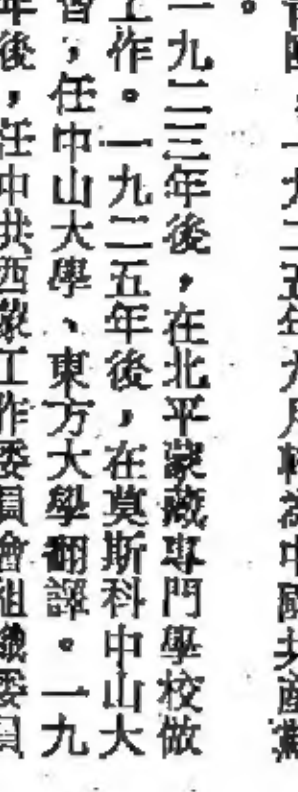 一九二五年九月轉為中國共產黨
。
一九二三年後，在北平蒙藏專門學校做
工作。一九二五年後，在莫斯科中山大
，任中山大學、東方大學翻譯。一九
年後，任中共西蒙工作委員會組織委員